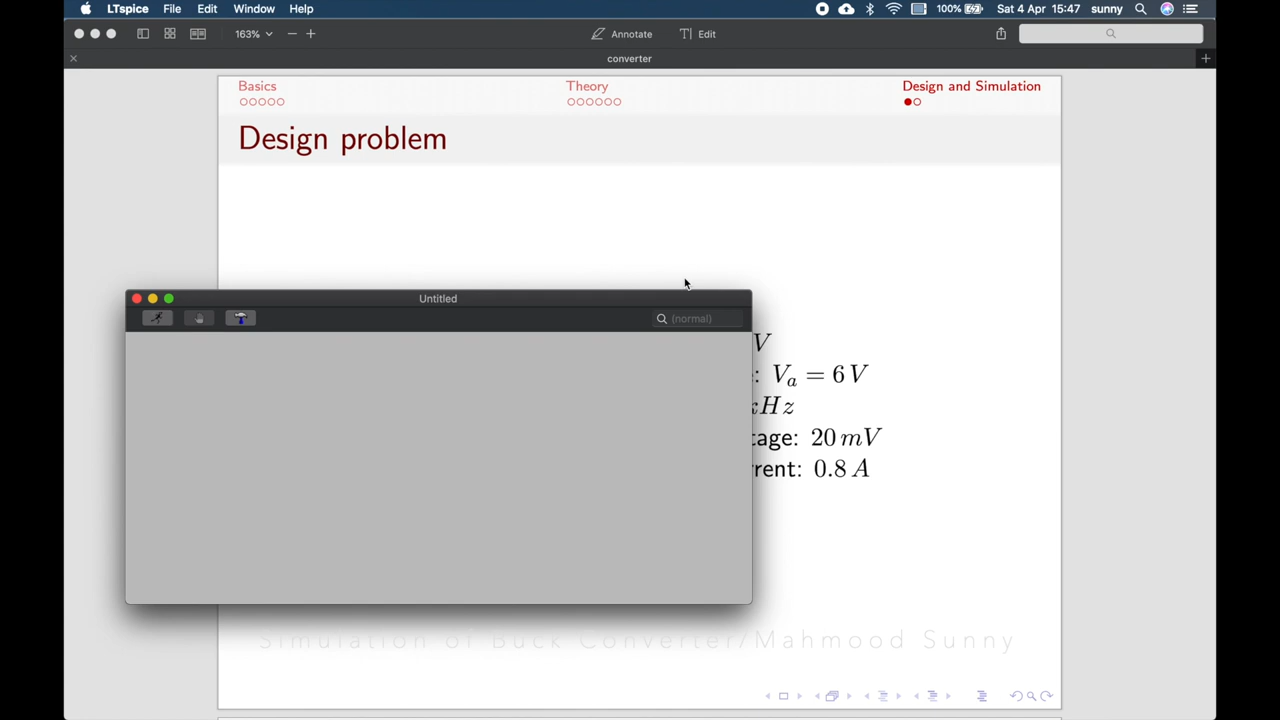 LTspice File Edit Window Help 100% Sat 4 Apr 15:47 sunny
163% Annotate Edit
converter
Basics Theory Design and Simulation
Design problem
Untitled
(normal)
V
: Va = 6 V
Hz
tage: 20 mV
rent: 0.8 A
Simulation of Buck Converter/Mahmood Sunny